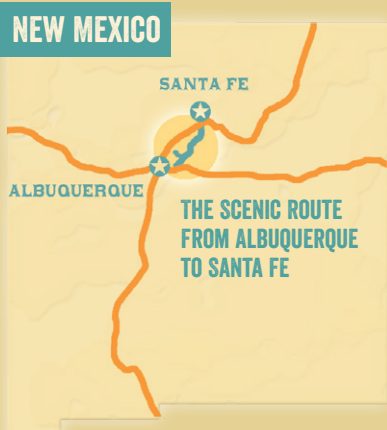 NEW MEXICO
SANTA FE
ALBUQUERQUE
THE SCENIC ROUTE
FROM ALBUQUERQUE
TO SANTA FE